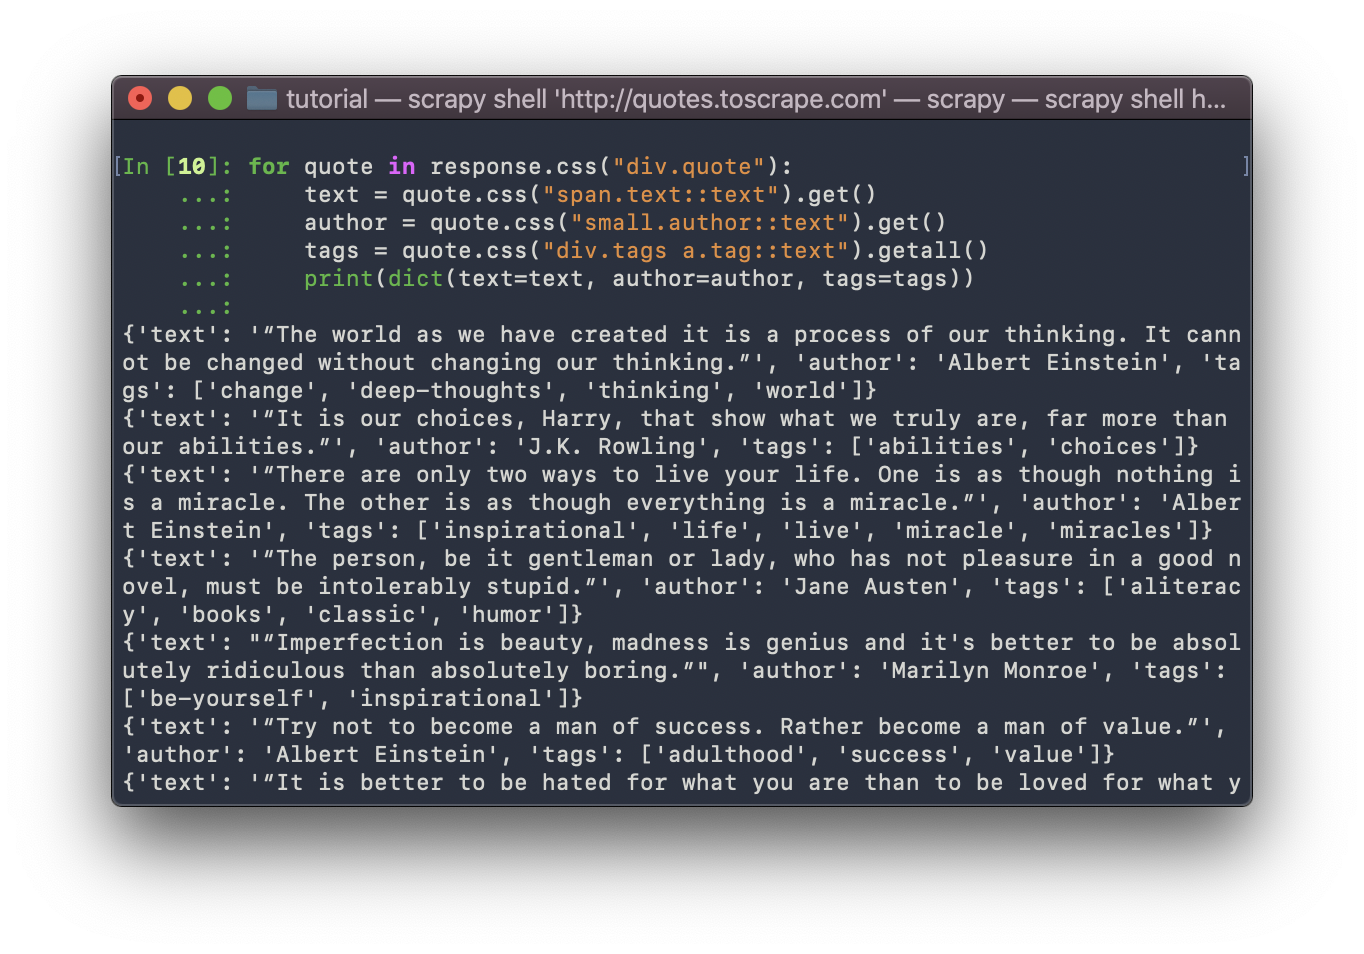 tutorial — scrapy shell 'http://quotes.toscrape.com' — scrapy — scrapy shell h...
[In [10]: for quote in response.css("div.quote"): ]
...: text = quote.css("span.text::text").get()
...: author = quote.css("small.author::text").get()
...: tags = quote.css("div.tags a.tag::text").getall()
...: print(dict(text=text, author=author, tags=tags))
...:
{'text': '“The world as we have created it is a process of our thinking. It cann
ot be changed without changing our thinking.”', 'author': 'Albert Einstein', 'ta
gs': ['change', 'deep-thoughts', 'thinking', 'world']}
{'text': '“It is our choices, Harry, that show what we truly are, far more than
our abilities.”', 'author': 'J.K. Rowling', 'tags': ['abilities', 'choices']}
{'text': '“There are only two ways to live your life. One is as though nothing i
s a miracle. The other is as though everything is a miracle.”', 'author': 'Alber
t Einstein', 'tags': ['inspirational', 'life', 'live', 'miracle', 'miracles']}
{'text': '“The person, be it gentleman or lady, who has not pleasure in a good n
ovel, must be intolerably stupid.”', 'author': 'Jane Austen', 'tags': ['aliterac
y', 'books', 'classic', 'humor']}
{'text': "“Imperfection is beauty, madness is genius and it's better to be absol
utely ridiculous than absolutely boring.”", 'author': 'Marilyn Monroe', 'tags':
['be-yourself', 'inspirational']}
{'text': '“Try not to become a man of success. Rather become a man of value.”',
'author': 'Albert Einstein', 'tags': ['adulthood', 'success', 'value']}
{'text': '“It is better to be hated for what you are than to be loved for what y